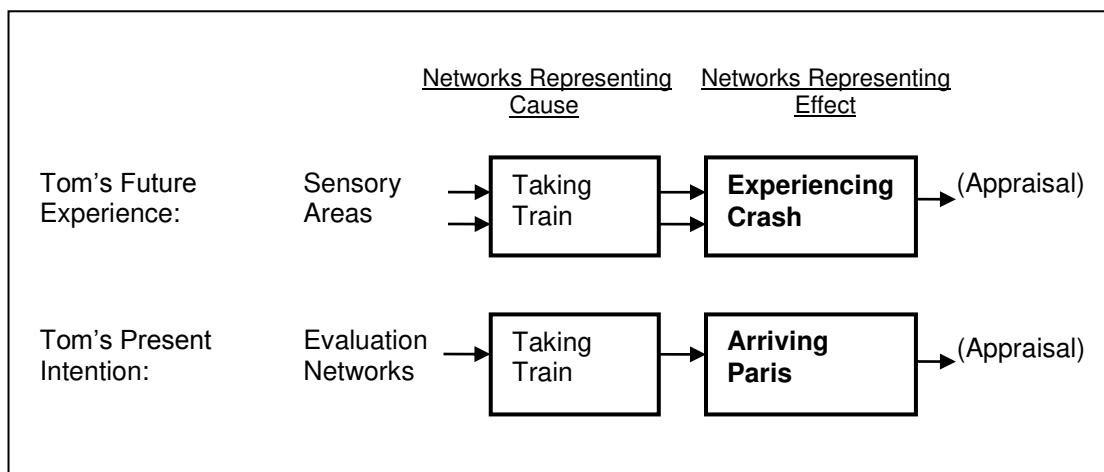 Networks Representing Cause
Networks Representing Effect
Tom’s Future Experience:
Sensory Areas
Taking Train
Experiencing Crash
(Appraisal)
Tom’s Present Intention:
Evaluation Networks
Taking Train
Arriving Paris
(Appraisal)